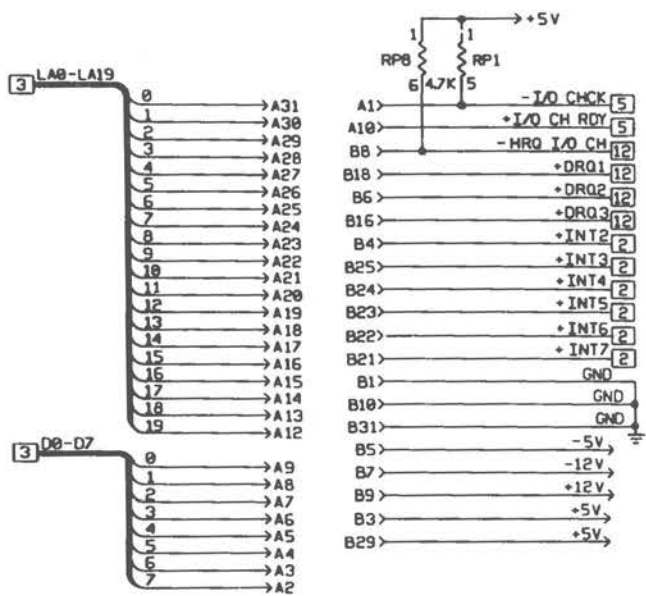 3 LA0-LA19
0 A31
1 A30
2 A29
3 A28
4 A27
5 A26
6 A25
7 A24
8 A23
9 A22
10 A21
11 A20
12 A19
13 A18
14 A17
15 A16
16 A15
17 A14
18 A13
19 A12
3 D0-D7
0 A9
1 A8
2 A7
3 A6
4 A5
5 A4
6 A3
7 A2
+5V
1 1
RP8 RP1
6 4.7K 5
A1 -I/O CHCK 5
A10 +I/O CH RDY 5
B8 -HRQ I/O CH 12
B18 +DRQ1 12
B6 +DRQ2 12
B16 +DRQ3 12
B4 +INT2 2
B25 +INT3 2
B24 +INT4 2
B23 +INT5 2
B22 +INT6 2
B21 +INT7 2
B1 GND
B10 GND
B31 GND
B5 -5V
B7 -12V
B9 +12V
B3 +5V
B29 +5V